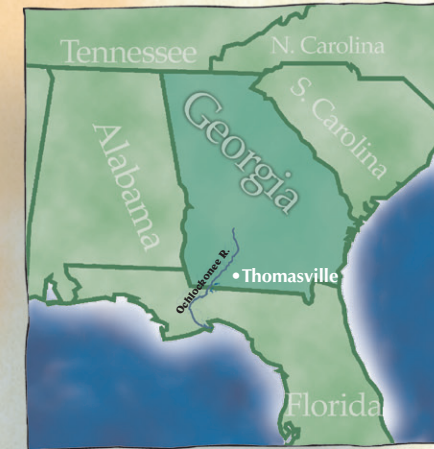 Tennessee
N. Carolina
S. Carolina
Georgia
Alabama
Ochlockonee R.
Thomasville
Florida